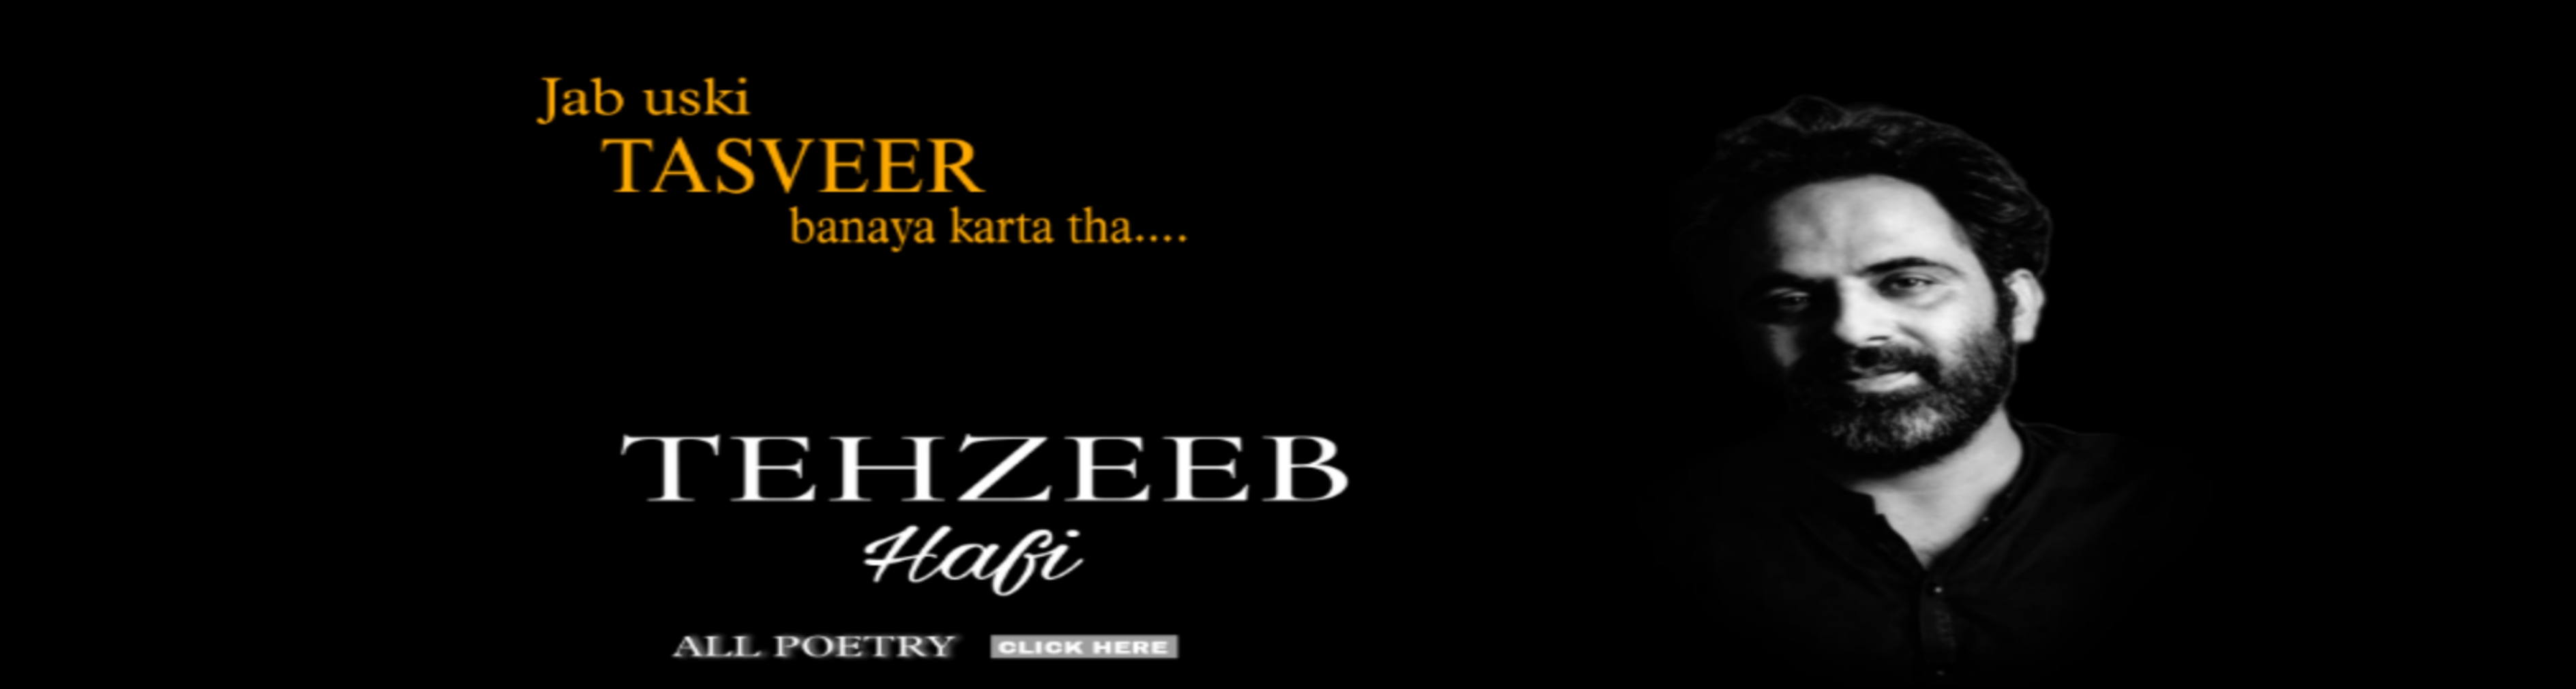 Jab uski
TASVEER
banaya karta tha....
TEHZEEB
Hafi
ALL POETRY CLICK HERE